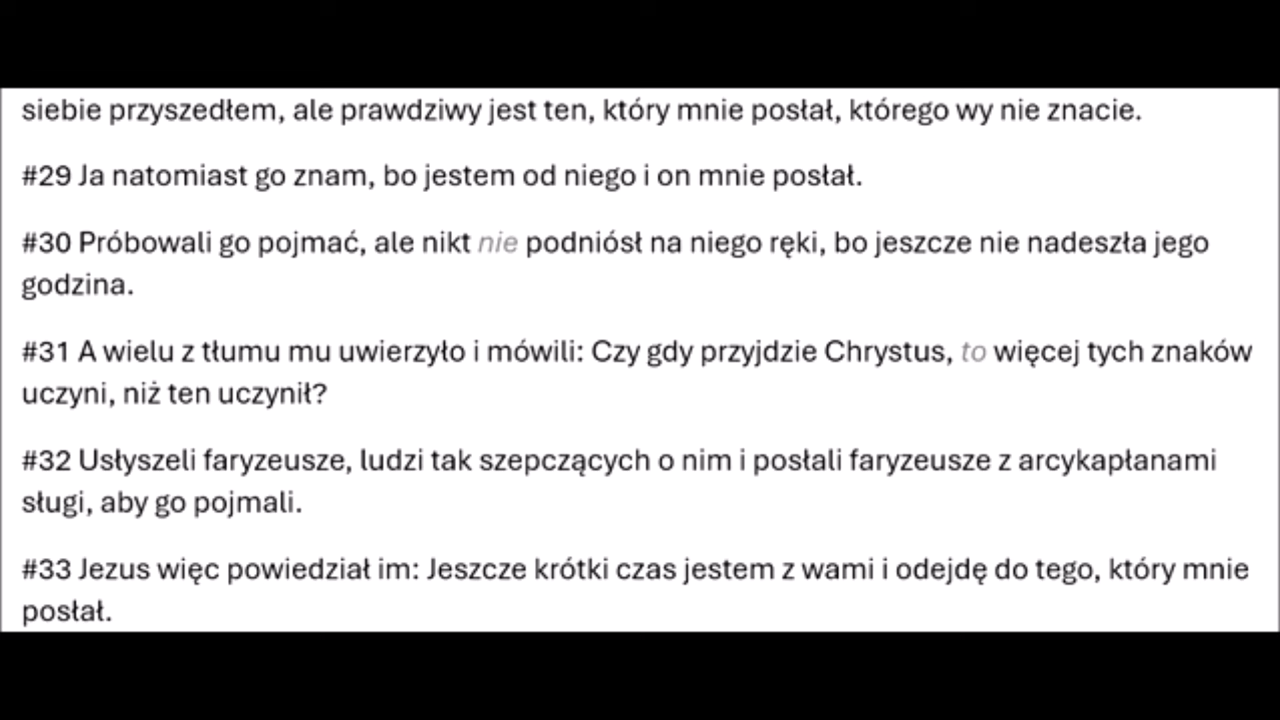 siebie przyszedłem, ale prawdziwy jest ten, który mnie posłał, którego wy nie znacie.
#29 Ja natomiast go znam, bo jestem od niego i on mnie posłał.
#30 Próbowali go pojmać, ale nikt nie podniósł na niego ręki, bo jeszcze nie nadeszła jego
godzina.
#31 A wielu z tłumu mu uwierzyło i mówili: Czy gdy przyjdzie Chrystus, to więcej tych znaków
uczyni, niż ten uczynił?
#32 Usłyszeli faryzeusze, ludzi tak szepczących o nim i posłali faryzeusze z arcykapłanami
sługi, aby go pojmali.
#33 Jezus więc powiedział im: Jeszcze krótki czas jestem z wami i odejdę do tego, który mnie
posłał.